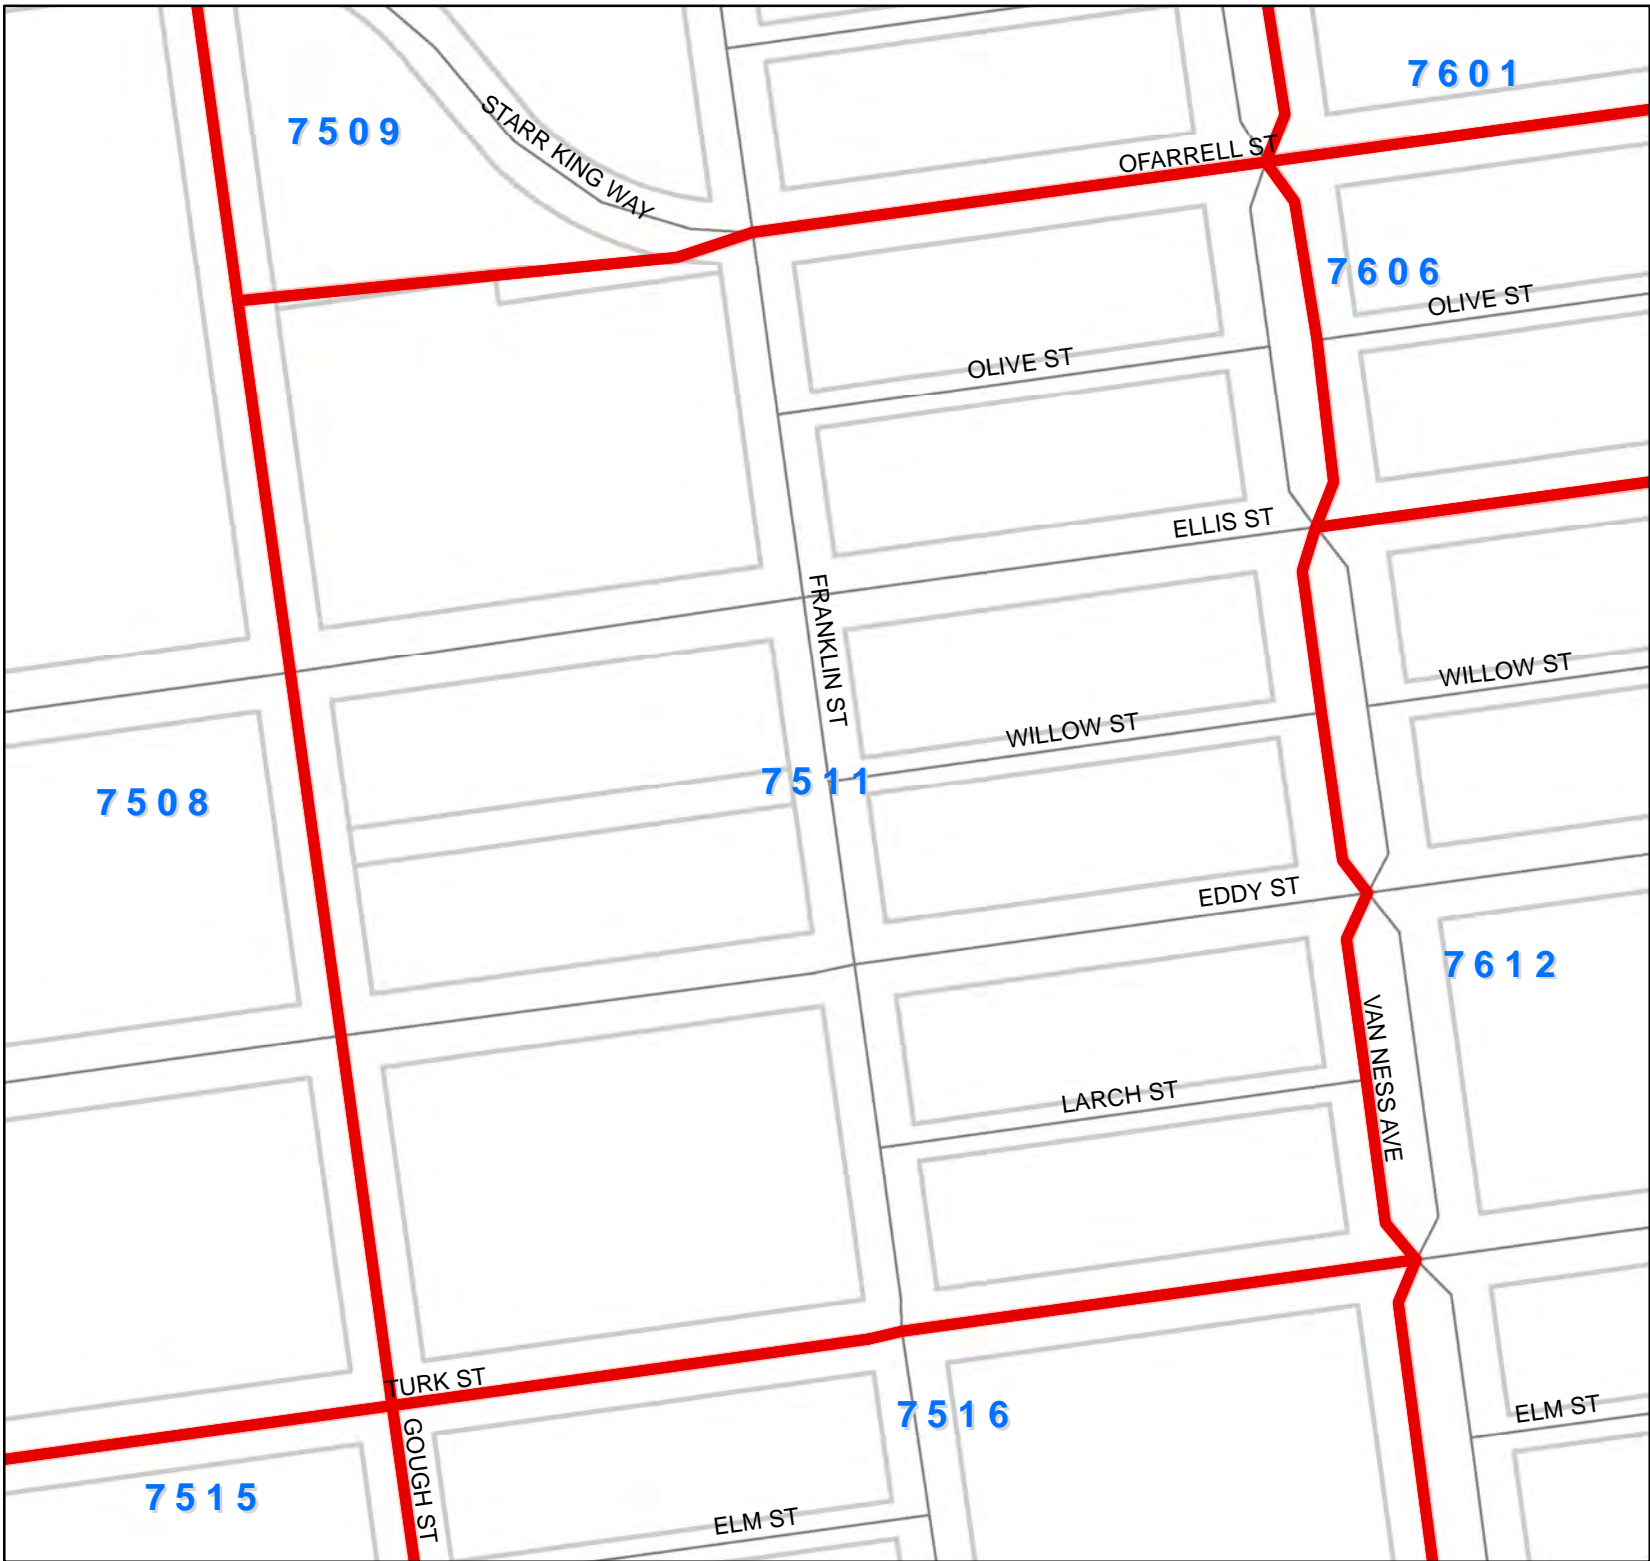 7601
7509
STARR KING WAY
OFARRELL ST
7606
OLIVE ST
OLIVE ST
ELLIS ST
FRANKLIN ST
WILLOW ST
WILLOW ST
7511
7508
EDDY ST
7612
VAN NESS AVE
LARCH ST
TURK ST
7516
ELM ST
GOUGH ST
7515
ELM ST